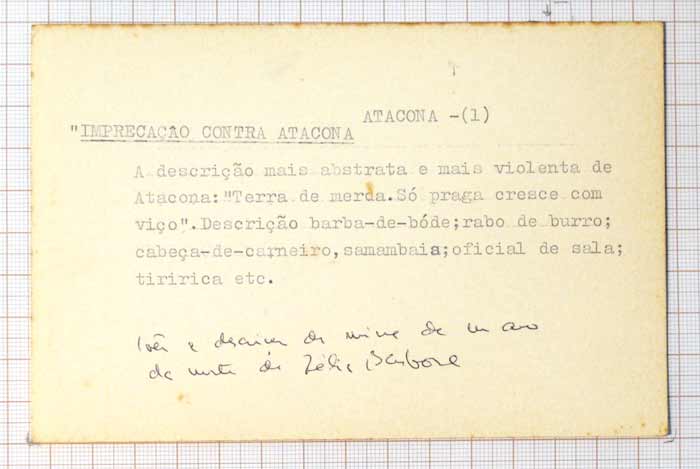 ATACONA -(1)
"IMPRECAÇÃO CONTRA ATACONA
A descrição mais abstrata e mais violenta de
Atacona:"Terra de merda.Só praga cresce com
viço".Descrição barba-de-bóde;rabo de burro;
cabeça-de-carneiro,samambaia;oficial de sala;
tiririca etc.
da morte de Barbosa